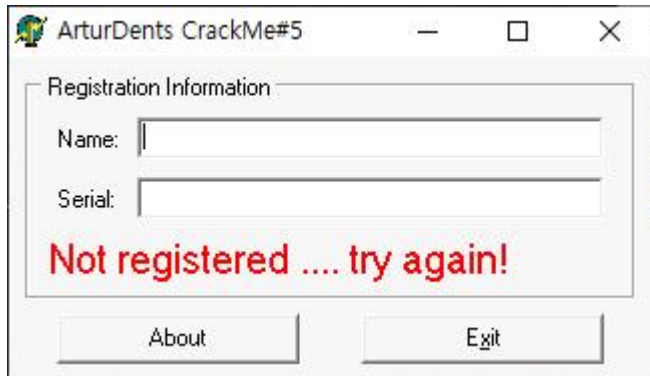 ArturDents CrackMe#5
Registration Information
Name:
Serial:
Not registered .... try again!
About Exit